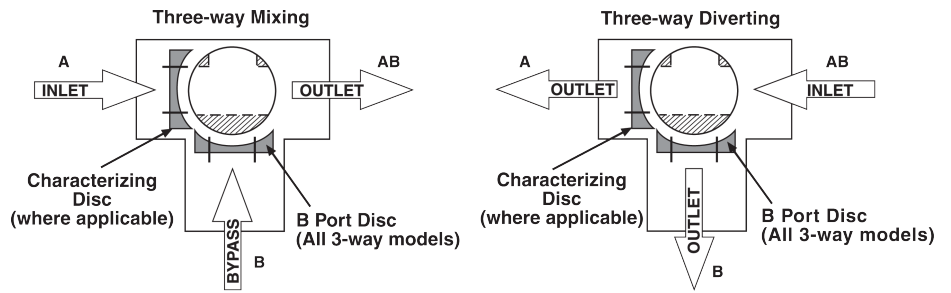 Three-way Mixing
A
AB
INLET
OUTLET
Characterizing
Disc
(where applicable)
BYPASS
B
B Port Disc
(All 3-way models)
Three-way Diverting
A
AB
OUTLET
INLET
Characterizing
Disc
(where applicable)
OUTLET
B
B Port Disc
(All 3-way models)